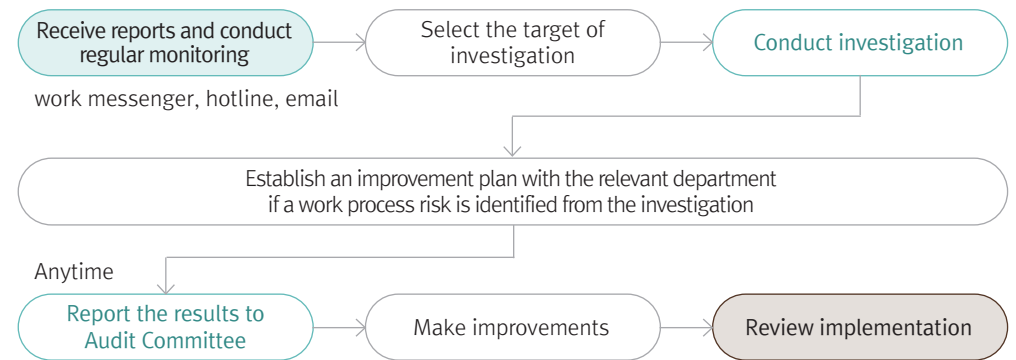 Receive reports and conduct
regular monitoring
Select the target of
investigation
Conduct investigation
work messenger, hotline, email
Establish an improvement plan with the relevant department
if a work process risk is identified from the investigation
Anytime
Report the results to
Audit Committee
Make improvements
Review implementation